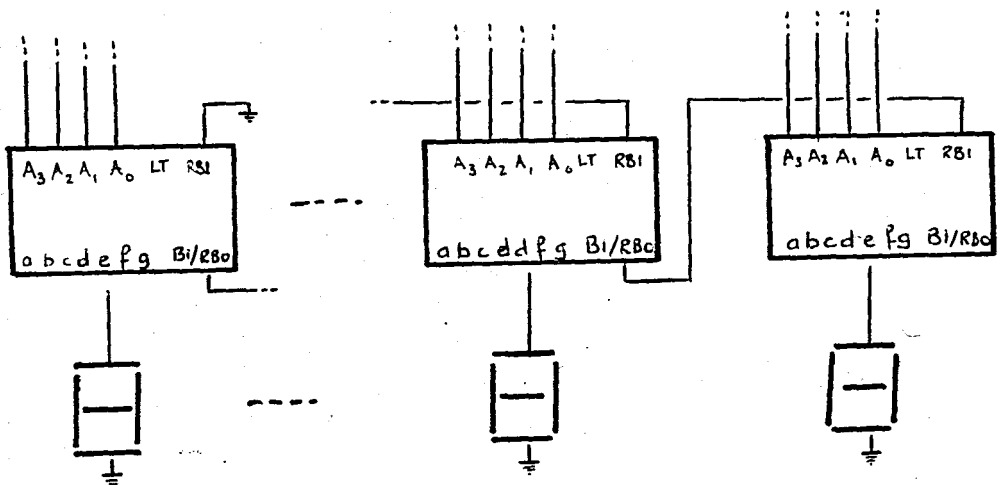 A3 A2 A1 A0 LT RBI
a b c d e f g BI/RBO
A3 A2 A1 A0 LT RBI
a b c d d f g BI/RBO
A3 A2 A1 A0 LT RBI
a b c d e f g BI/RBO